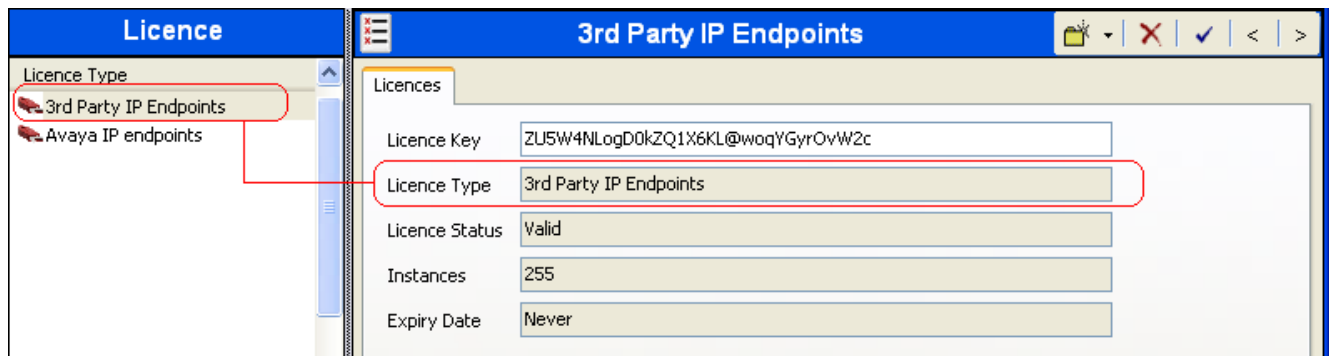 Licence
Licence Type
3rd Party IP Endpoints
Avaya IP endpoints
3rd Party IP Endpoints
Licences
Licence Key ZU5W4NLogD0kZQ1X6KL@woqYGyrOvW2c
Licence Type 3rd Party IP Endpoints
Licence Status Valid
Instances 255
Expiry Date Never